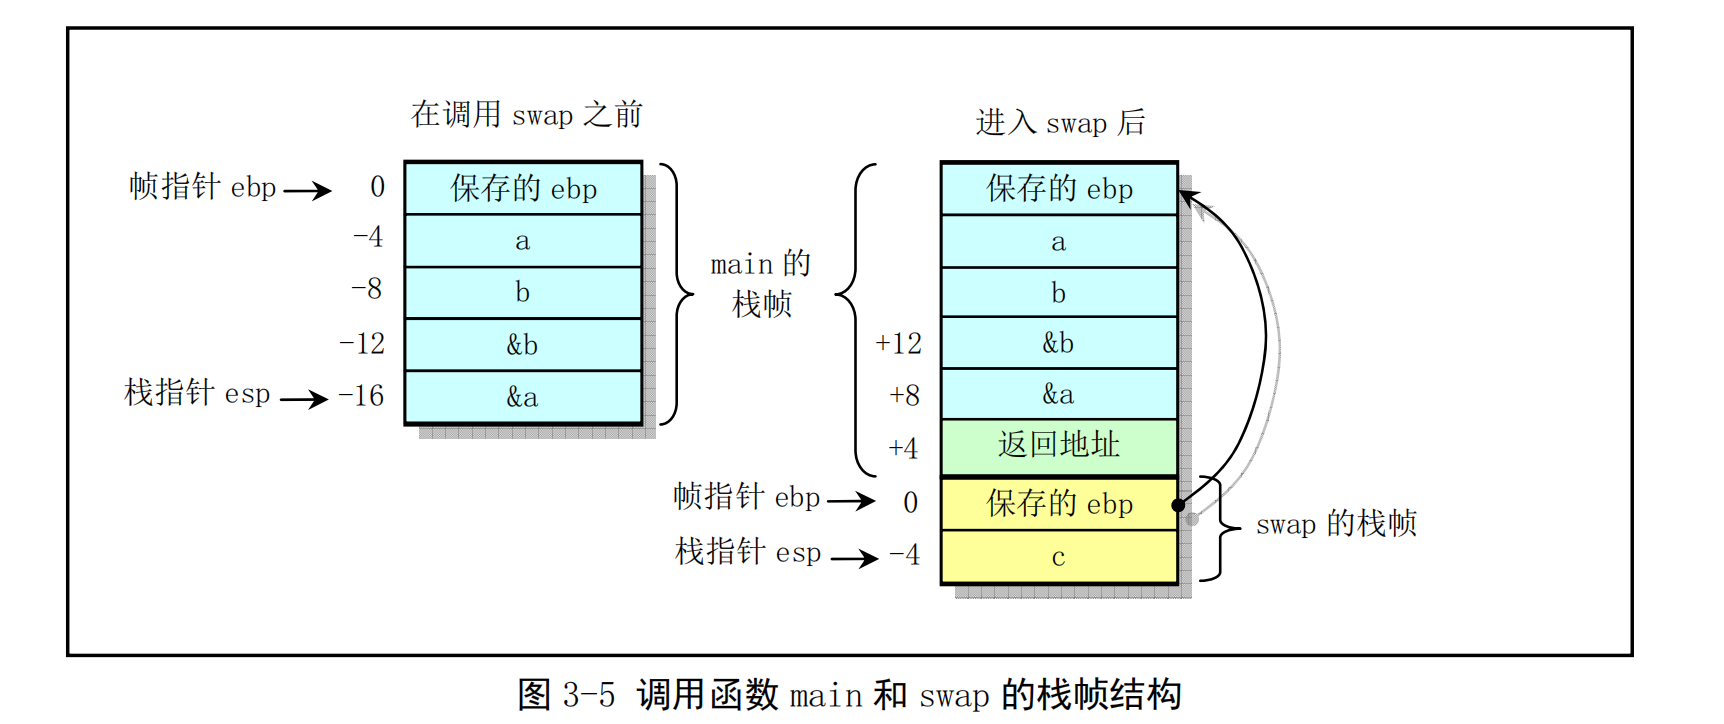 在调用 swap 之前
帧指针 ebp 0 保存的 ebp
-4 a
-8 b
-12 &b
栈指针 esp -16 &a
main 的
栈帧
进入 swap 后
保存的 ebp
a
b
+12 &b
+8 &a
+4 返回地址
帧指针 ebp 0 保存的 ebp
栈指针 esp -4 c
swap 的栈帧
图 3-5 调用函数 main 和 swap 的栈帧结构